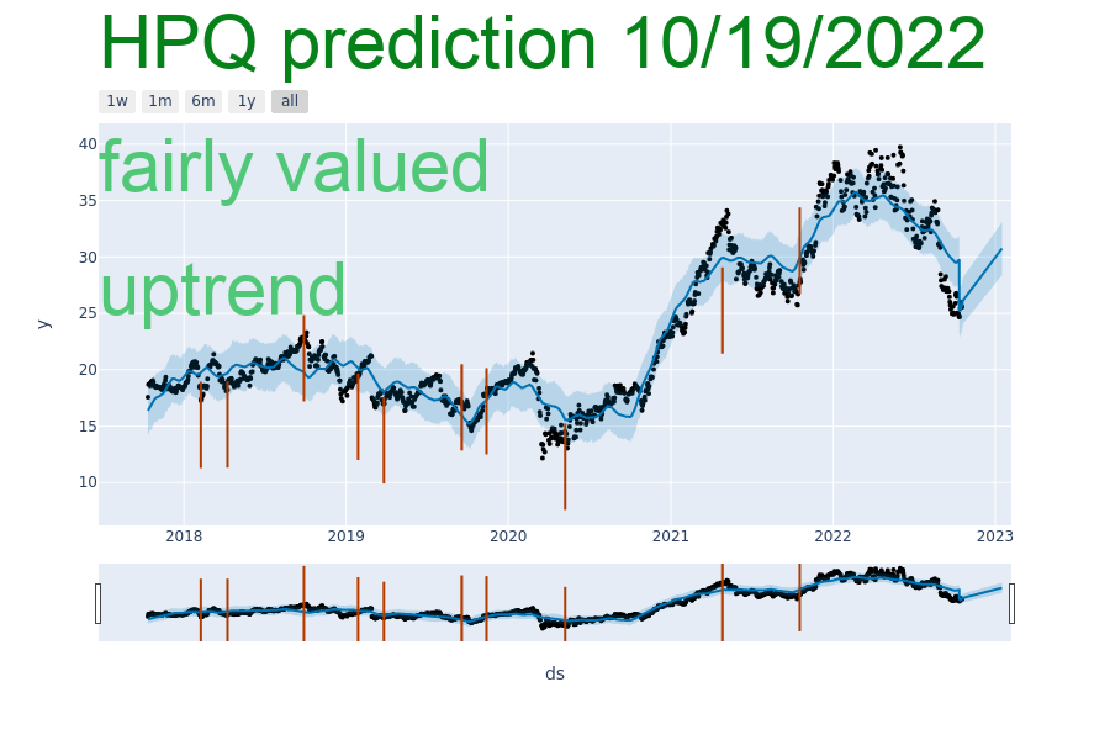 HPQ prediction 10/19/2022
1w 1m 6m 1y all
fairly valued
uptrend
40
35
30
25
20
15
10
y
2018 2019 2020 2021 2022 2023
ds